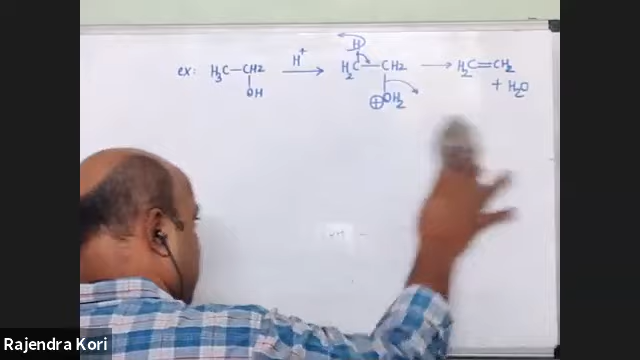 ex: H3C-CH2 H+ H H2C-CH2 H2C=CH2
OH ⊕OH2 + H2O
Rajendra Kori